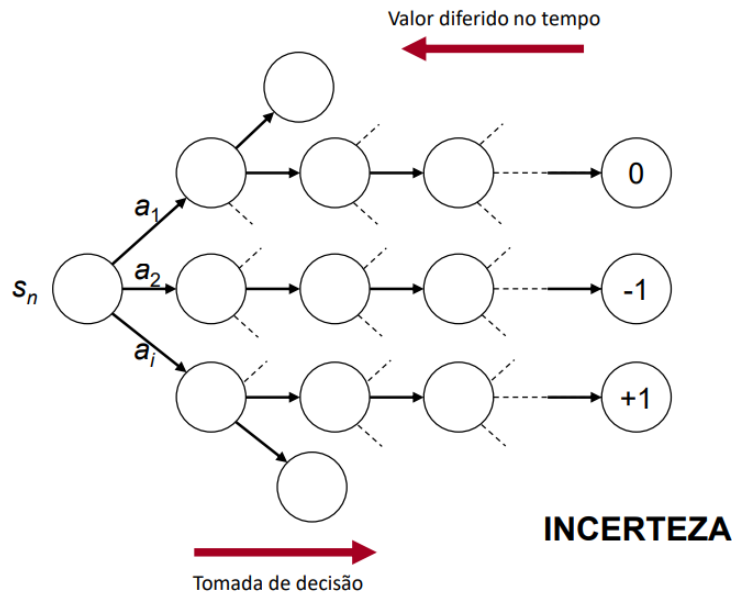 Valor diferido no tempo
0
a1
a2
sn
-1
ai
+1
INCERTEZA
Tomada de decisão